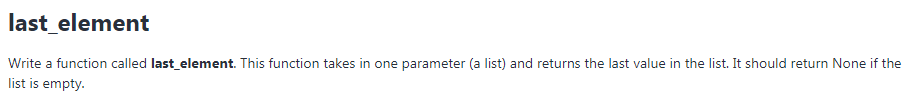 last_element
Write a function called last_element. This function takes in one parameter (a list) and returns the last value in the list. It should return None if the
list is empty.